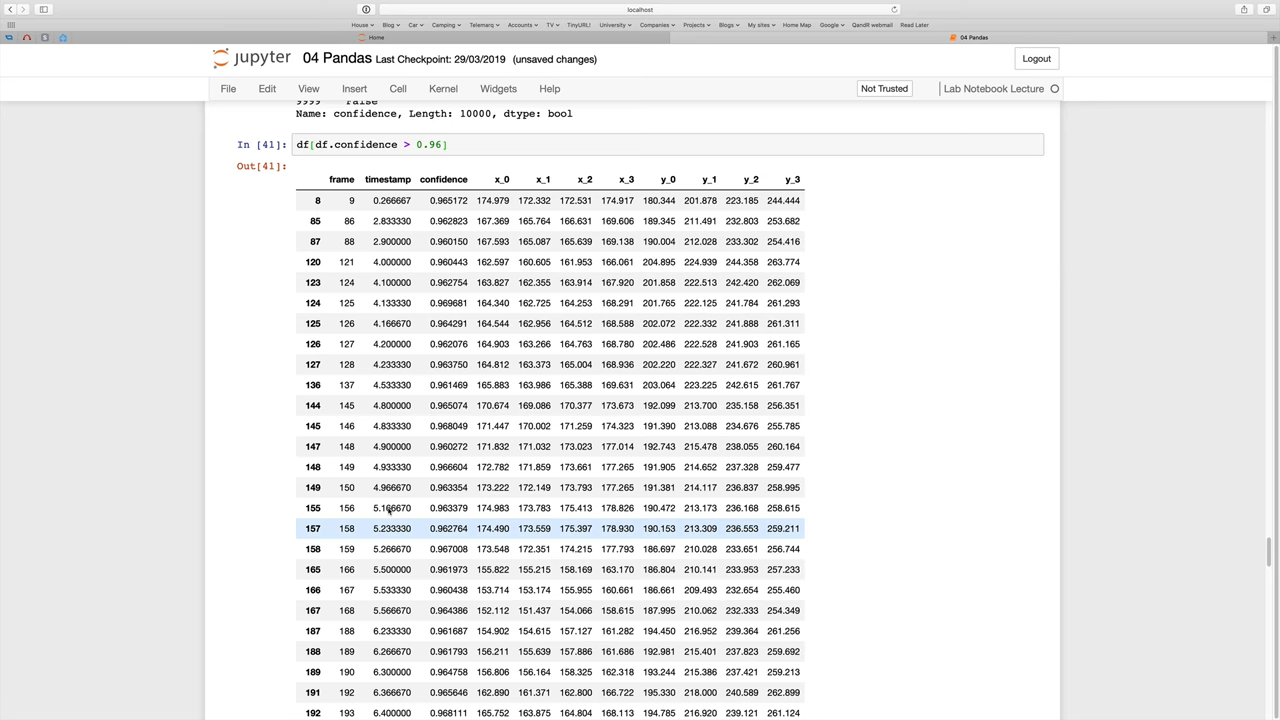 localhost
House Blog Car Camping Telemarq Accounts TV TinyURL! University Companies Projects Blogs My sites Home Map Google QandR webmail Read Later
Home 04 Pandas
jupyter 04 Pandas Last Checkpoint: 29/03/2019 (unsaved changes) Logout
File Edit View Insert Cell Kernel Widgets Help Not Trusted Lab Notebook Lecture
9999 False
Name: confidence, Length: 10000, dtype: bool
In [41]: df[df.confidence > 0.96]
Out[41]:
frame timestamp confidence x_0 x_1 x_2 x_3 y_0 y_1 y_2 y_3
8 9 0.266667 0.965172 174.979 172.332 172.531 174.917 180.344 201.878 223.185 244.444
85 86 2.833330 0.962823 167.369 165.764 166.631 169.606 189.345 211.491 232.803 253.682
87 88 2.900000 0.960150 167.593 165.087 165.639 169.138 190.004 212.028 233.302 254.416
120 121 4.000000 0.960443 162.597 160.605 161.953 166.061 204.895 224.939 244.358 263.774
123 124 4.100000 0.962754 163.827 162.355 163.914 167.920 201.858 222.513 242.420 262.069
124 125 4.133330 0.969681 164.340 162.725 164.253 168.291 201.765 222.125 241.784 261.293
125 126 4.166670 0.964291 164.544 162.956 164.512 168.588 202.072 222.332 241.888 261.311
126 127 4.200000 0.962076 164.903 163.266 164.763 168.780 202.486 222.528 241.903 261.165
127 128 4.233330 0.963750 164.812 163.373 165.004 168.936 202.220 222.327 241.672 260.961
136 137 4.533330 0.961469 165.883 163.986 165.388 169.631 203.064 223.225 242.615 261.767
144 145 4.800000 0.965074 170.674 169.086 170.377 173.673 192.099 213.700 235.158 256.351
145 146 4.833330 0.968049 171.447 170.002 171.259 174.323 191.390 213.088 234.676 255.785
147 148 4.900000 0.960272 171.832 171.032 173.023 177.014 192.743 215.478 238.055 260.164
148 149 4.933330 0.966604 172.782 171.859 173.661 177.265 191.905 214.652 237.328 259.477
149 150 4.966670 0.963354 173.222 172.149 173.793 177.265 191.381 214.117 236.837 258.995
155 156 5.166670 0.963379 174.983 173.783 175.413 178.826 190.472 213.173 236.168 258.615
157 158 5.233330 0.962764 174.490 173.559 175.397 178.930 190.153 213.309 236.553 259.211
158 159 5.266670 0.967008 173.548 172.351 174.215 177.793 186.697 210.028 233.651 256.744
165 166 5.500000 0.961973 155.822 155.215 158.169 163.170 186.804 210.141 233.953 257.233
166 167 5.533330 0.960438 153.714 153.174 155.955 160.661 186.661 209.493 232.654 255.460
167 168 5.566670 0.964386 152.112 151.437 154.066 158.615 187.995 210.062 232.333 254.349
187 188 6.233330 0.961687 154.902 154.615 157.127 161.282 194.450 216.952 239.364 261.256
188 189 6.266670 0.961793 156.211 155.639 157.886 161.686 192.981 215.401 237.823 259.692
189 190 6.300000 0.964758 156.806 156.164 158.325 162.318 193.244 215.386 237.421 259.213
191 192 6.366670 0.965646 162.890 161.371 162.800 166.722 195.330 218.000 240.589 262.899
192 193 6.400000 0.968111 165.752 163.875 164.804 168.113 194.785 216.920 239.121 261.124